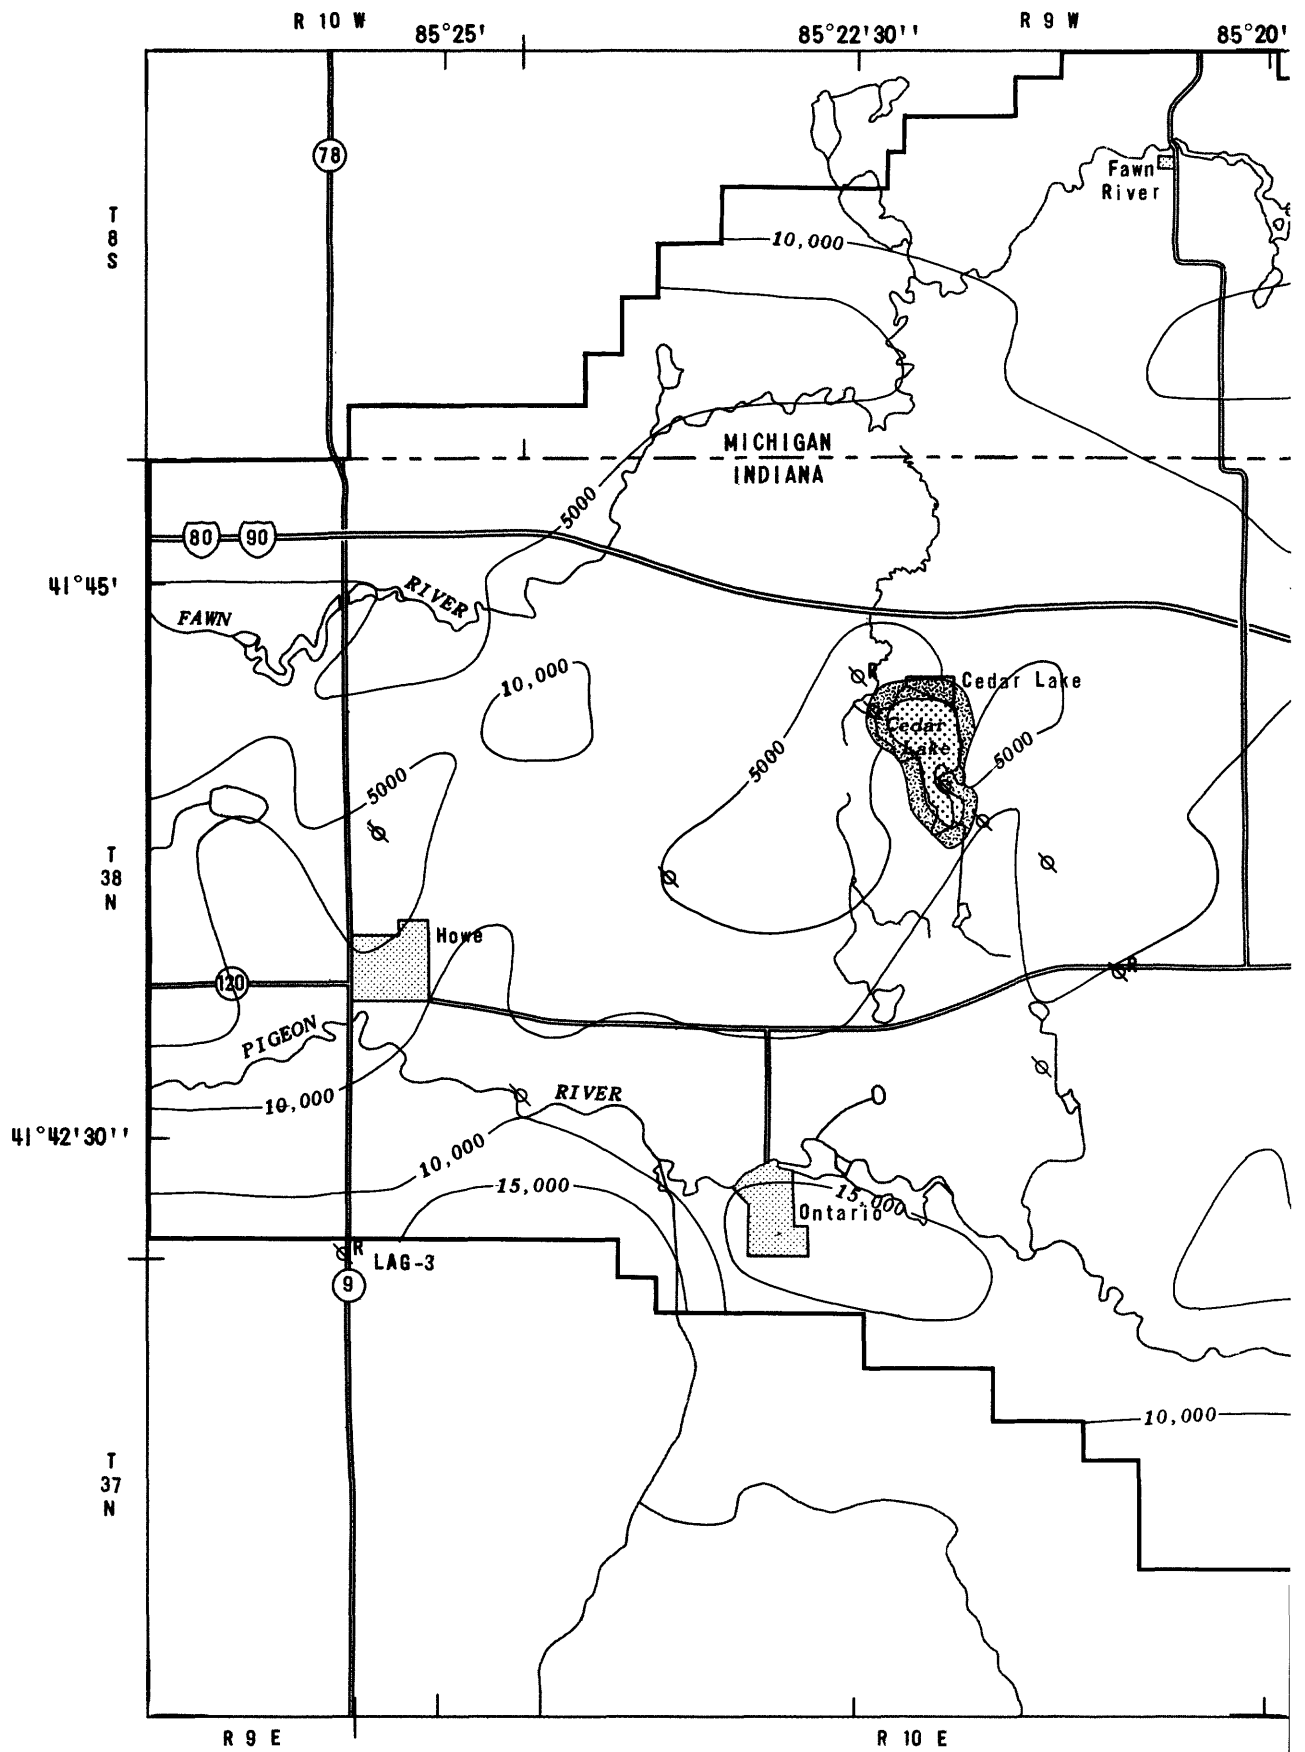 R 10 W
R 9 W
85°25'
85°22'30''
85°20'
78
Fawn
River
T
8
S
10,000
MICHIGAN
INDIANA
5000
80
90
41°45'
RIVER
FAWN
R
Cedar Lake
10,000
Cedar
Lake
5000
5000
5000
T
38
N
Howe
R
120
PIGEON
RIVER
10,000
41°42'30''
10,000
15,000
15,000
Ontario
R
LAG-3
9
10,000
T
37
N
R 9 E
R 10 E